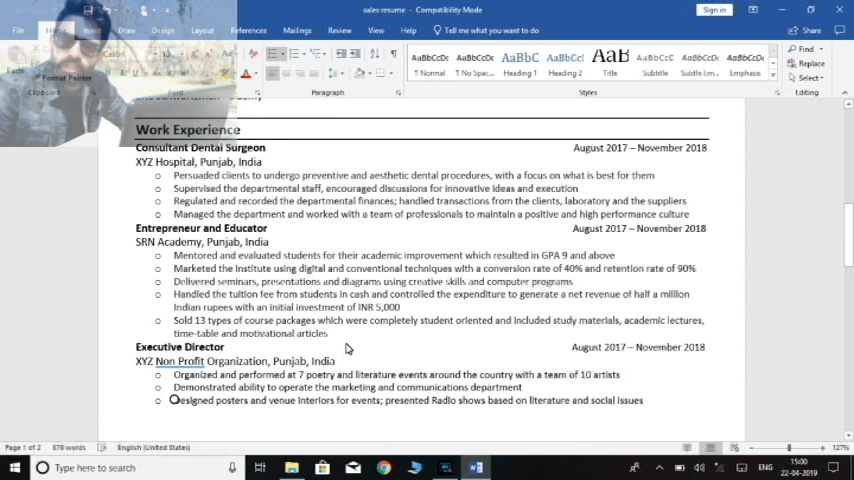 sales resume - Compatibility Mode
Sign in
File
Home
Insert
Draw
Design
Layout
References
Mailings
Review
View
Help
Tell me what you want to do
Share
Paste
Format Painter
Clipboard
Font
Paragraph
Styles
Editing
AaBbCcDc
AaBbCcDc
AaBbC
AaBbCc
AaB
AaBbCcD
AaBbCcDc
AaBbCcDc
¶ Normal
¶ No Spac...
Heading 1
Heading 2
Title
Subtitle
Subtle Em...
Emphasis
Find
Replace
Select
Work Experience
Consultant Dental Surgeon August 2017 – November 2018
XYZ Hospital, Punjab, India
o Persuaded clients to undergo preventive and aesthetic dental procedures, with a focus on what is best for them
o Supervised the departmental staff, encouraged discussions for innovative ideas and execution
o Regulated and recorded the departmental finances; handled transactions from the clients, laboratory and the suppliers
o Managed the department and worked with a team of professionals to maintain a positive and high performance culture
Entrepreneur and Educator August 2017 – November 2018
SRN Academy, Punjab, India
o Mentored and evaluated students for their academic improvement which resulted in GPA 9 and above
o Marketed the Institute using digital and conventional techniques with a conversion rate of 40% and retention rate of 90%
o Delivered seminars, presentations and diagrams using creative skills and computer programs
o Handled the tuition fee from students in cash and controlled the expenditure to generate a net revenue of half a million
Indian rupees with an initial investment of INR 5,000
o Sold 13 types of course packages which were completely student oriented and included study materials, academic lectures,
time-table and motivational articles
Executive Director August 2017 – November 2018
XYZ Non Profit Organization, Punjab, India
o Organized and performed at 7 poetry and literature events around the country with a team of 10 artists
o Demonstrated ability to operate the marketing and communications department
o Designed posters and venue interiors for events; presented Radio shows based on literature and social issues
Page 1 of 2 878 words English (United States) 127%
Type here to search
ENG
15:00
22-04-2019